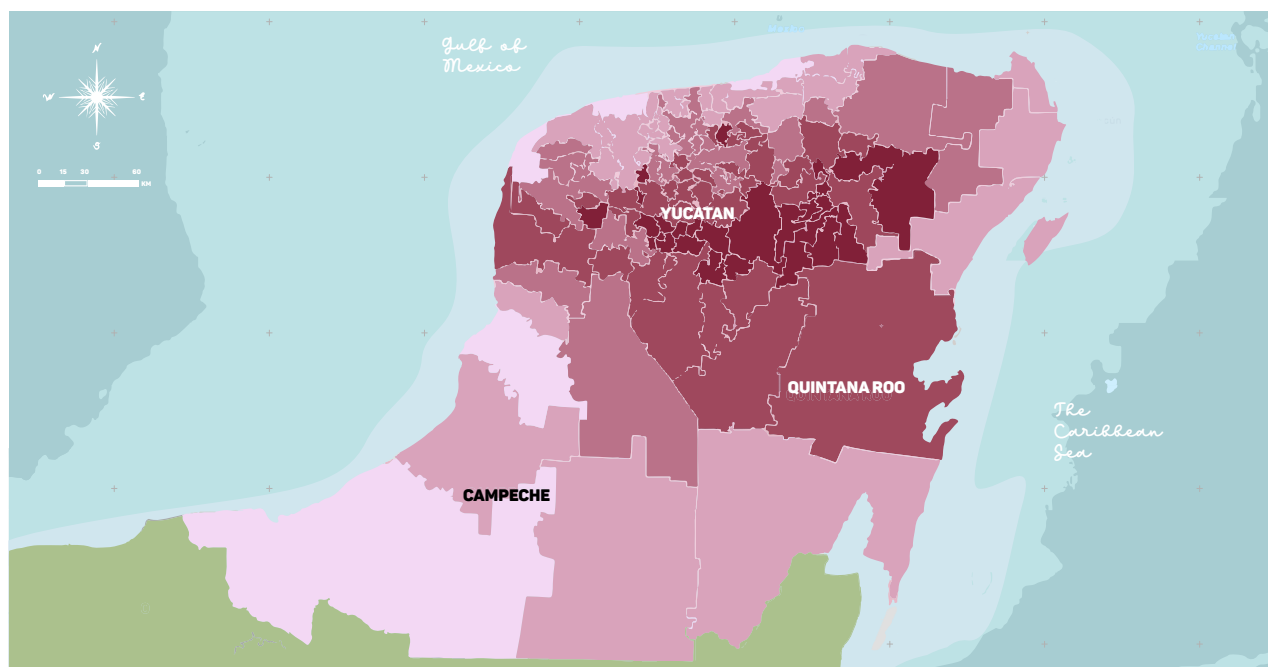 Gulf of
Mexico
N
W E
S
0 15 30 60
KM
YUCATAN
QUINTANA ROO
The
Caribbean
Sea
CAMPECHE